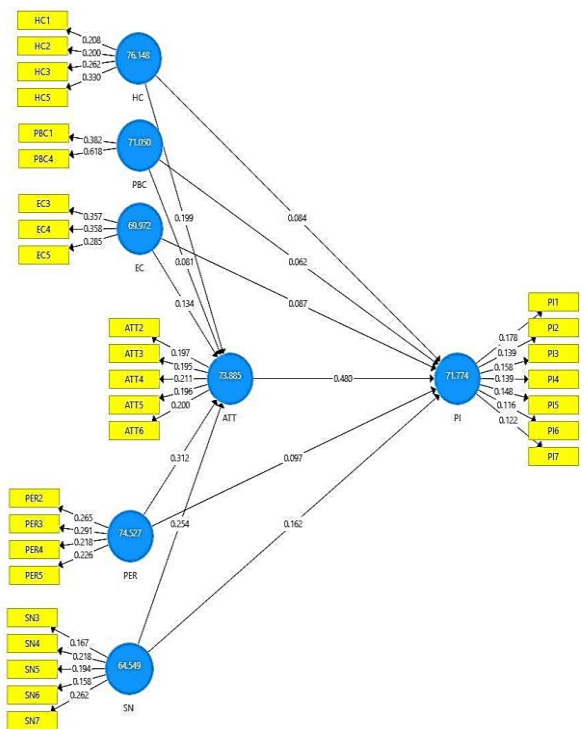 HC1
0.208
HC2
0.200
HC3
0.262
HC5
0.330
76.148
HC
PBC1
0.382
PBC4
0.618
71.050
PBC
EC3
0.357
EC4
0.358
EC5
0.285
69.972
EC
0.199
0.081
0.134
0.084
0.062
0.087
ATT2
0.197
ATT3
0.195
ATT4
0.211
ATT5
0.196
ATT6
0.200
73.885
ATT
0.480
71.774
PI
PI1
0.178
PI2
0.139
PI3
0.158
PI4
0.139
PI5
0.148
PI6
0.116
PI7
0.122
0.312
0.254
0.097
0.162
PER2
0.265
PER3
0.291
PER4
0.218
PER5
0.226
74.527
PER
SN3
0.167
SN4
0.218
SN5
0.194
SN6
0.158
SN7
0.262
64.549
SN